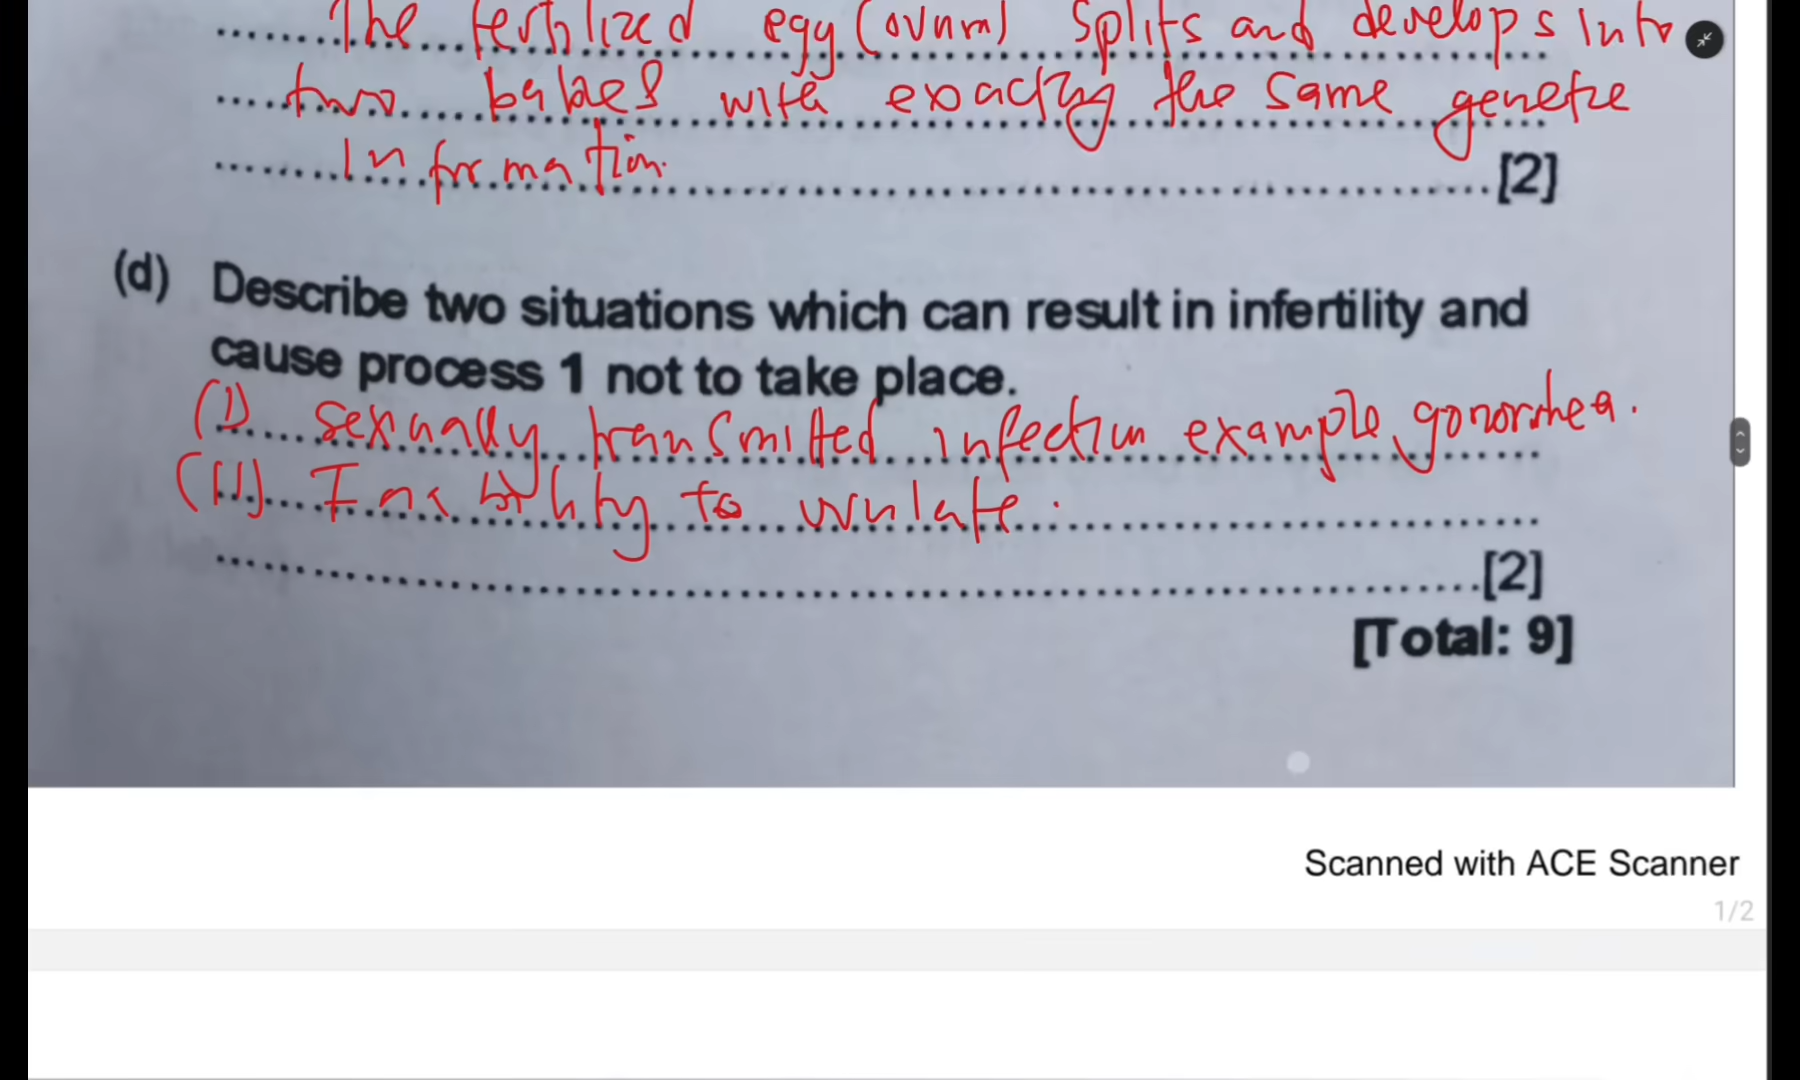 The fertilized egg (ovum) splits and develops into
two babies with exactly the same genetic
information.
[2]
(d) Describe two situations which can result in infertility and
cause process 1 not to take place.
(i) sexually transmitted infection example, gonorrhea.
(ii) Inability to ovulate.
[2]
[Total: 9]
Scanned with ACE Scanner
1/2